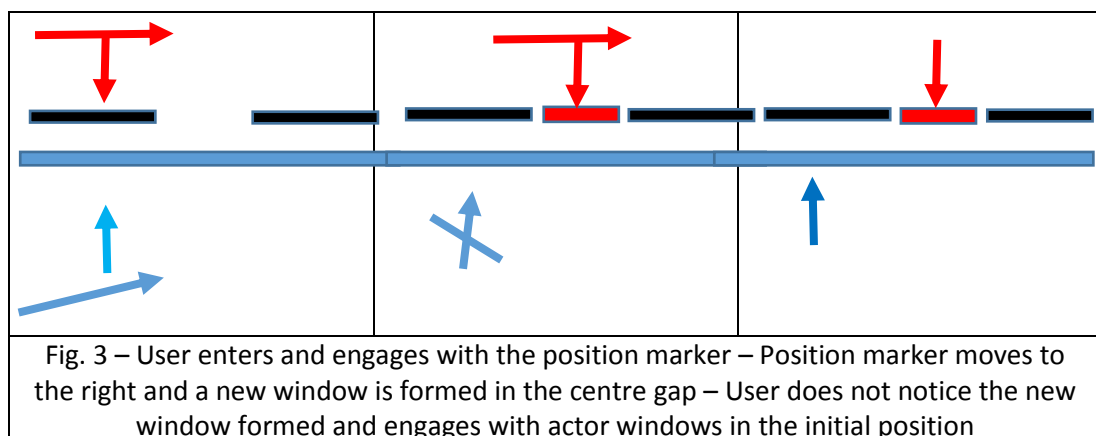 Fig. 3 – User enters and engages with the position marker – Position marker moves to
the right and a new window is formed in the centre gap – User does not notice the new
window formed and engages with actor windows in the initial position